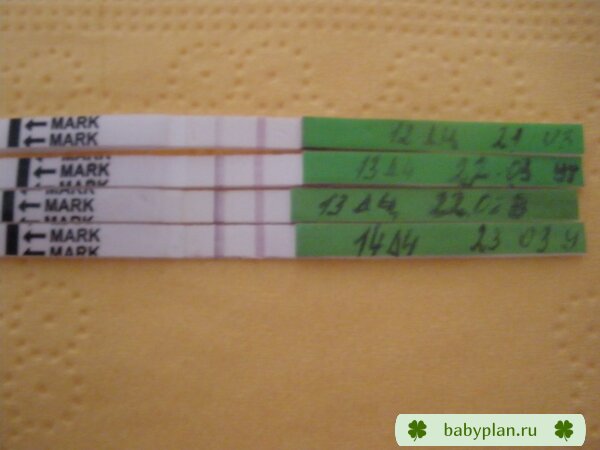 MARK
MARK 12 ДЦ 21 03
MARK 13 ДЦ 22.03 ут
MARK
MARK 13 ДЦ 22.03 В
MARK 14 ДЦ 23 03 У
MARK
babyplan.ru